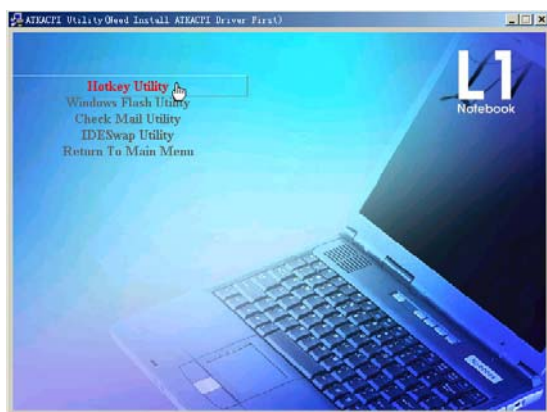 ATKACPI Utility(Need Install ATKACPI Driver First)
L1
Notebook
Hotkey Utility
Windows Flash Utility
Check Mail Utility
IDESwap Utility
Return To Main Menu